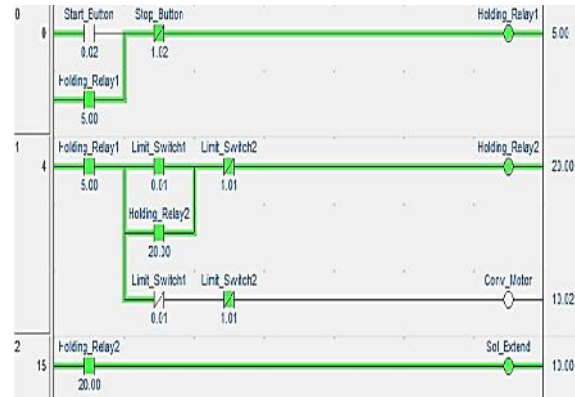 0 Start_Button Stop_Button Holding_Relay1
0 0.02 1.02 5.00
Holding_Relay1
5.00
1 Holding_Relay1 Limit_Switch1 Limit_Switch2 Holding_Relay2
4 5.00 0.01 1.01 20.00
Holding_Relay2
20.00
Limit_Switch1 Limit_Switch2 Conv_Motor
0.01 1.01 10.02
2 Holding_Relay2 Sol_Extend
15 20.00 10.00